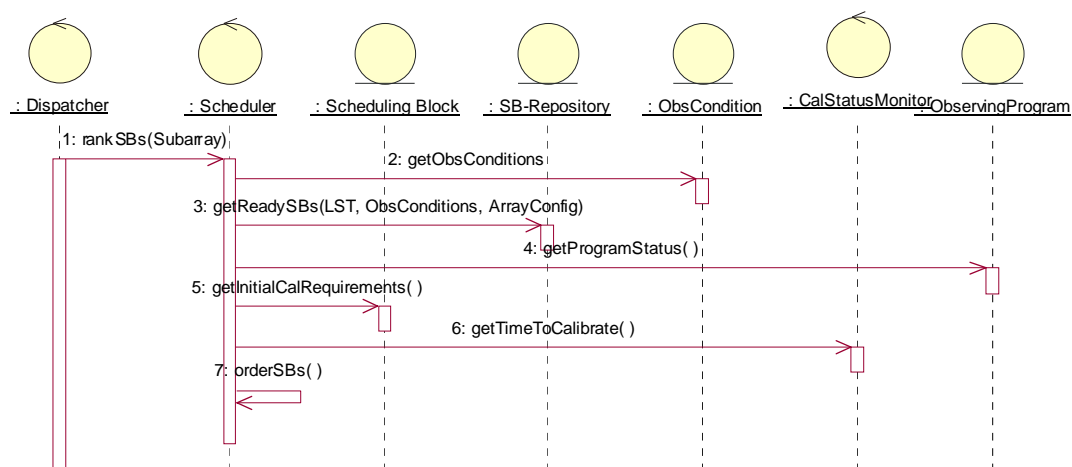 : Dispatcher
: Scheduler
: Scheduling Block
: SB-Repository
: ObsCondition
: CalStatusMonitor
: ObservingProgram
1: rankSBs(Subarray)
2: getObsConditions
3: getReadySBs(LST, ObsConditions, ArrayConfig)
4: getProgramStatus( )
5: getInitialCalRequirements( )
6: getTimeToCalibrate( )
7: orderSBs( )